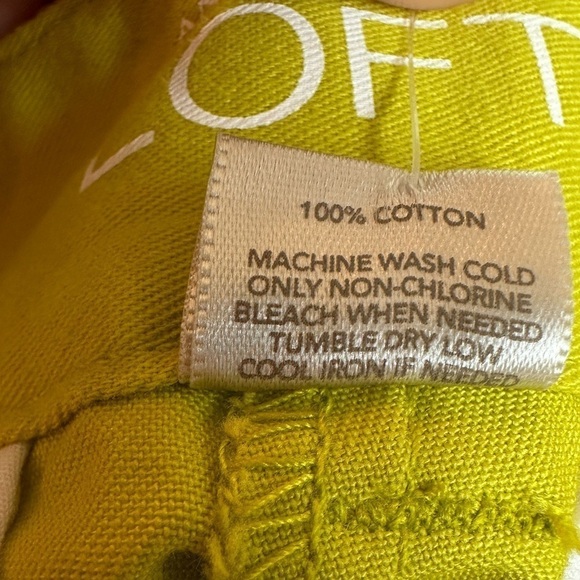 LOFT
100% COTTON
MACHINE WASH COLD
ONLY NON-CHLORINE
BLEACH WHEN NEEDED
TUMBLE DRY LOW
COOL IRON IF NEEDED